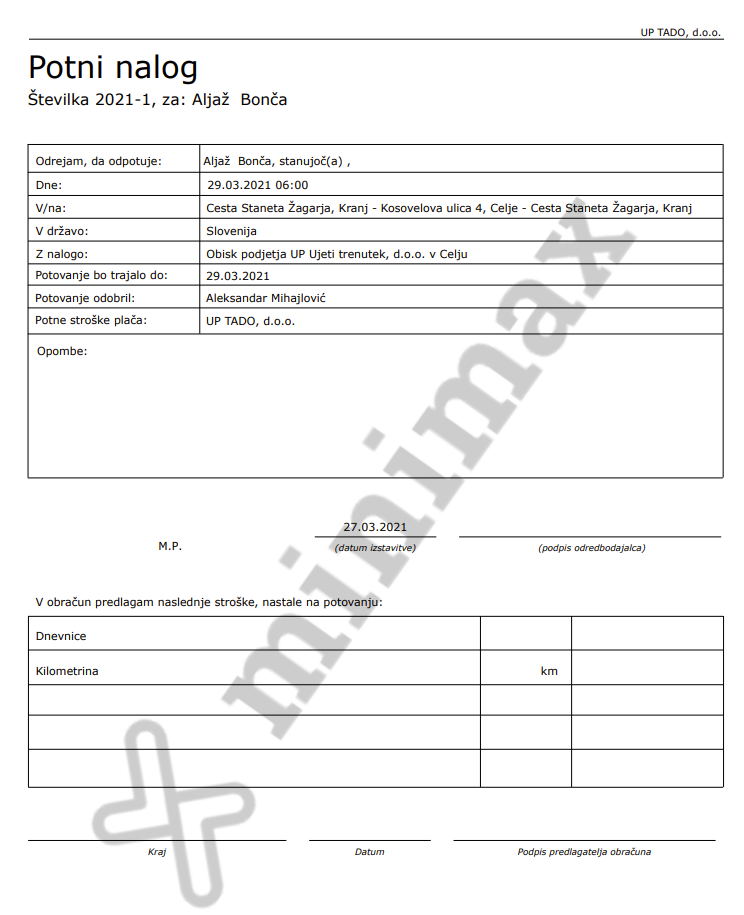 UP TADO, d.o.o.
Potni nalog
Številka 2021-1, za: Aljaž  Bonča
Odrejam, da odpotuje: Aljaž  Bonča, stanujoč(a) ,
Dne: 29.03.2021 06:00
V/na: Cesta Staneta Žagarja, Kranj - Kosovelova ulica 4, Celje - Cesta Staneta Žagarja, Kranj
V državo: Slovenija
Z nalogo: Obisk podjetja UP Ujeti trenutek, d.o.o. v Celju
Potovanje bo trajalo do: 29.03.2021
Potovanje odobril: Aleksandar Mihajlović
Potne stroške plača: UP TADO, d.o.o.
Opombe:
27.03.2021
M.P. (datum izstavitve) (podpis odredbodajalca)
V obračun predlagam naslednje stroške, nastale na potovanju:
Dnevnice
Kilometrina km
Kraj Datum Podpis predlagatelja obračuna
minimax